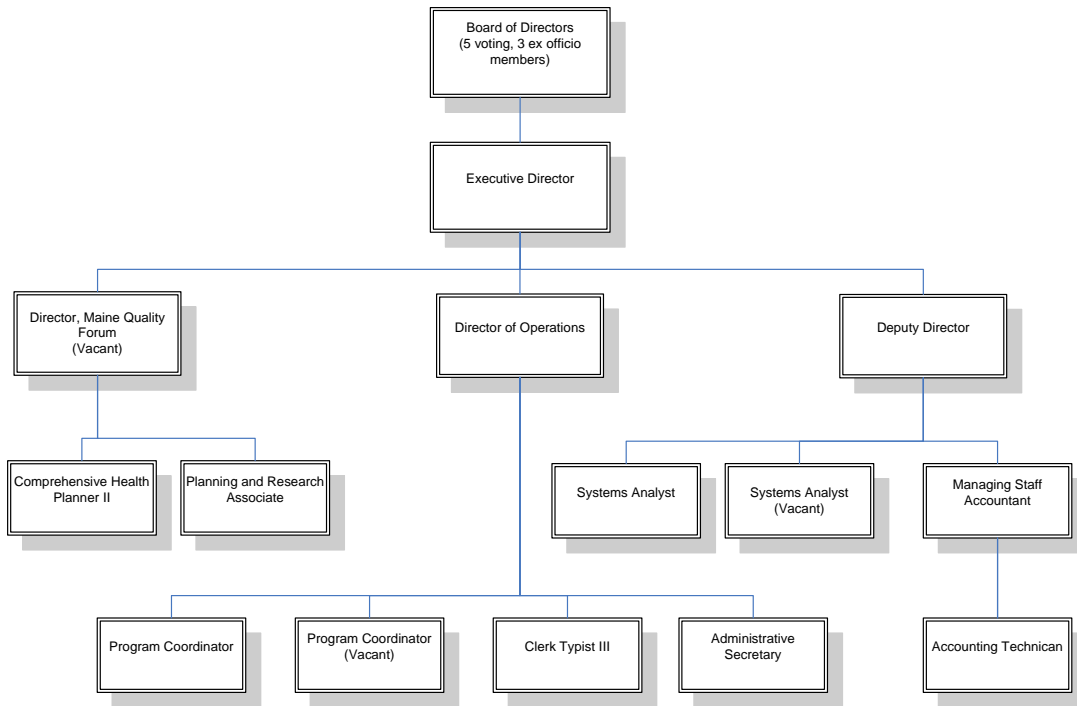 Board of Directors
(5 voting, 3 ex officio
members)
Executive Director
Director, Maine Quality
Forum
(Vacant)
Director of Operations
Deputy Director
Comprehensive Health
Planner II
Planning and Research
Associate
Systems Analyst
Systems Analyst
(Vacant)
Managing Staff
Accountant
Program Coordinator
Program Coordinator
(Vacant)
Clerk Typist III
Administrative
Secretary
Accounting Technican